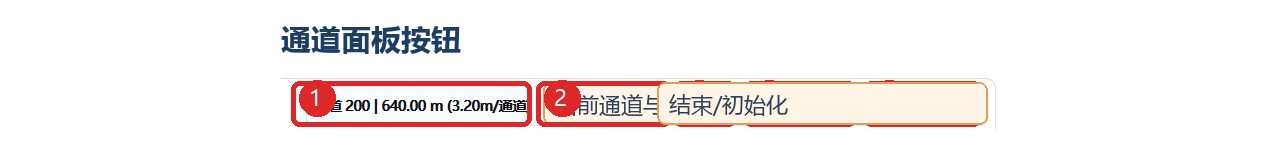 通道面板按钮
1 道 200 | 640.00 m (3.20m/通道 2 前通道与 结束/初始化